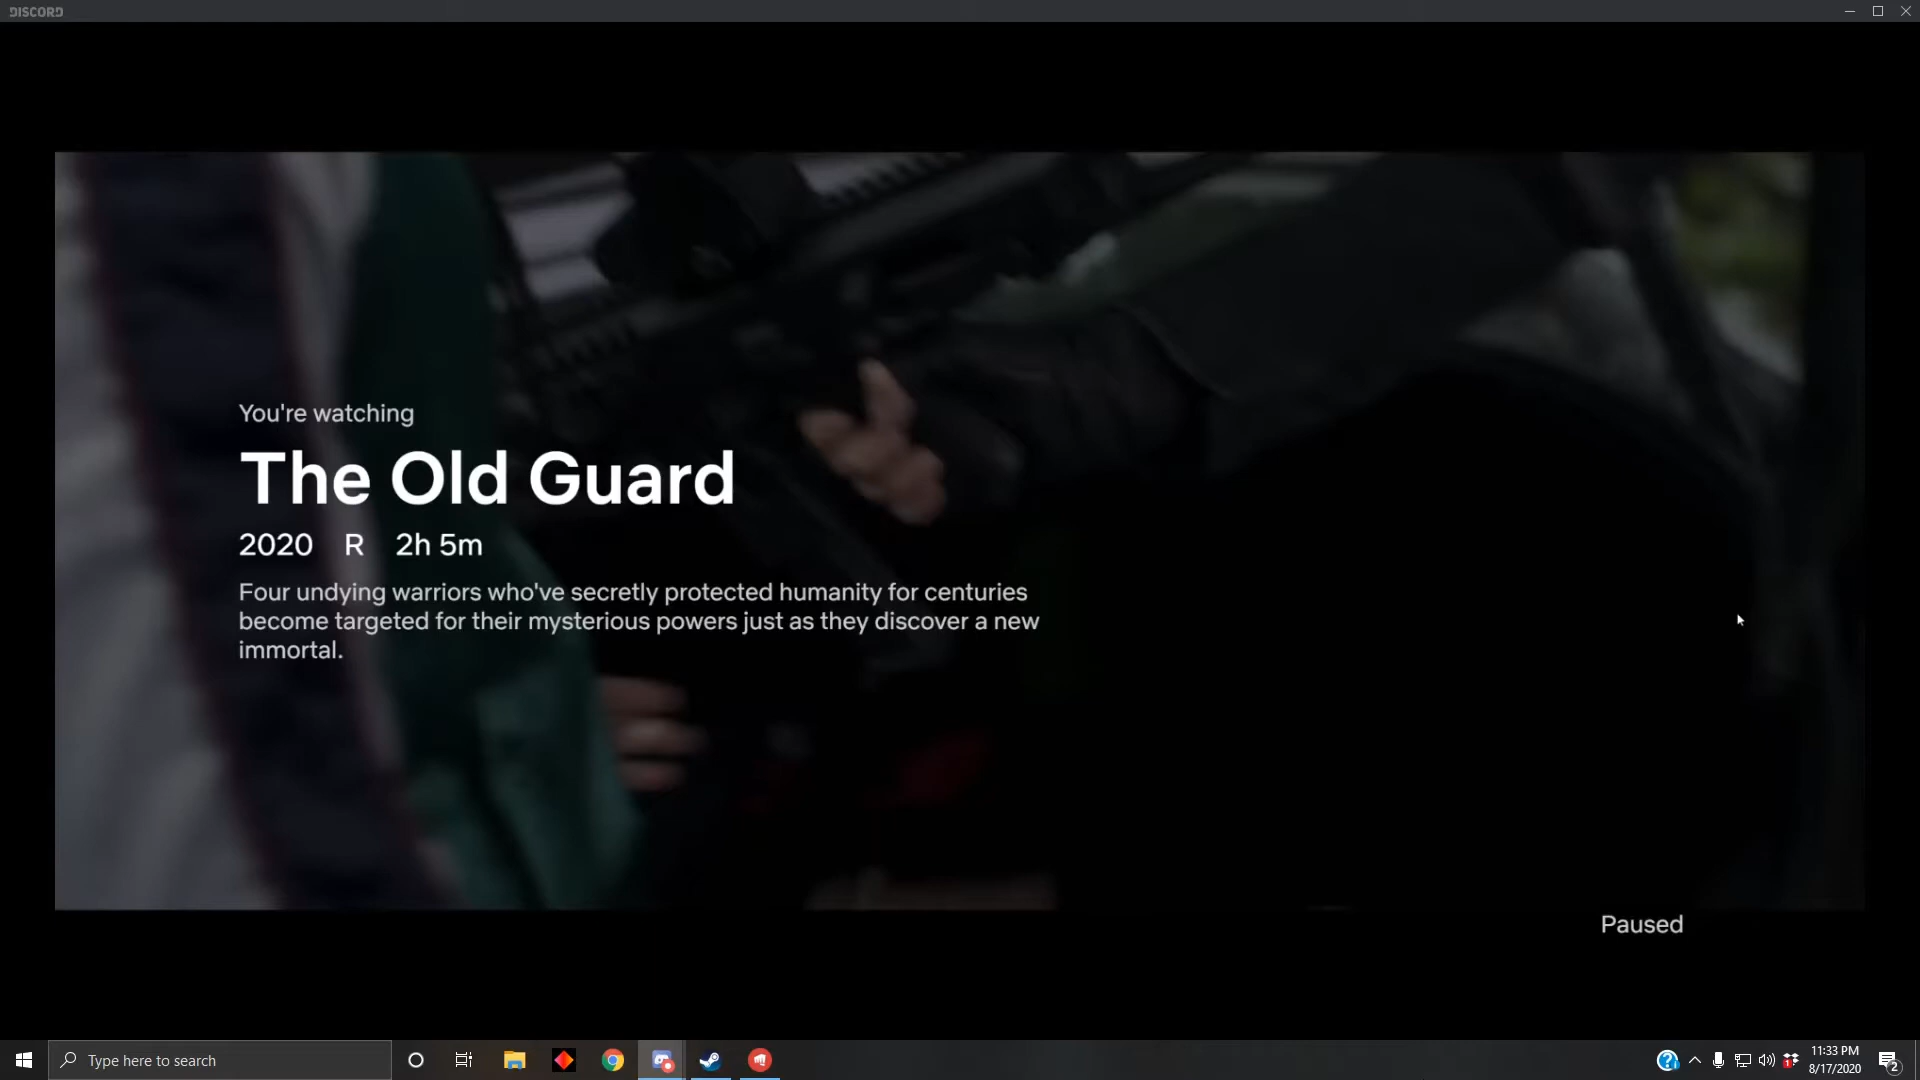 DISCORD
You're watching
The Old Guard
2020 R 2h 5m
Four undying warriors who've secretly protected humanity for centuries
become targeted for their mysterious powers just as they discover a new
immortal.
Paused
Type here to search
11:33 PM
8/17/2020
1
2